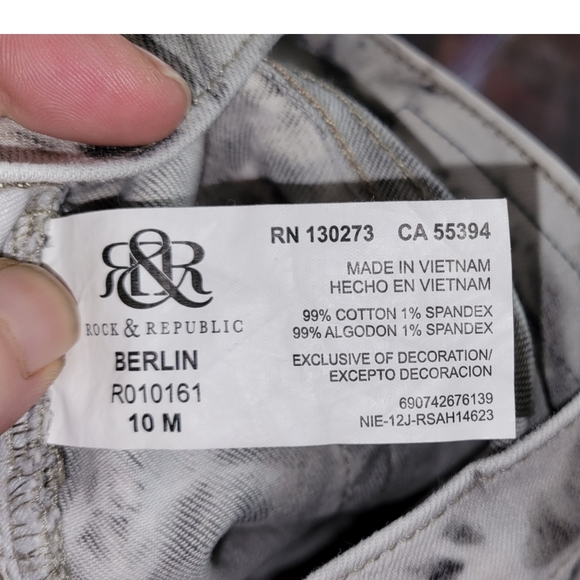 R&R
ROCK & REPUBLIC
BERLIN
R010161
10 M
RN 130273 CA 55394
MADE IN VIETNAM
HECHO EN VIETNAM
99% COTTON 1% SPANDEX
99% ALGODON 1% SPANDEX
EXCLUSIVE OF DECORATION/
EXCEPTO DECORACION
690742676139
NIE-12J-RSAH14623